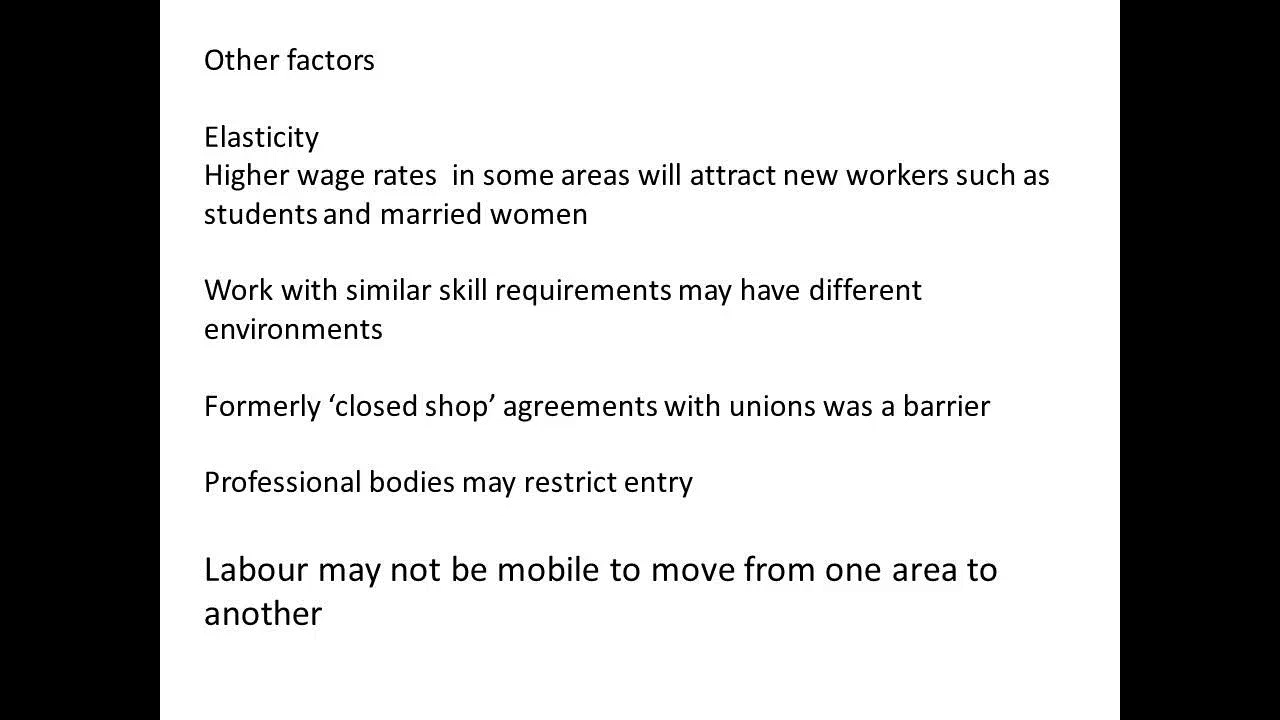 Other factors
Elasticity
Higher wage rates  in some areas will attract new workers such as
students and married women
Work with similar skill requirements may have different
environments
Formerly ‘closed shop’ agreements with unions was a barrier
Professional bodies may restrict entry
Labour may not be mobile to move from one area to
another